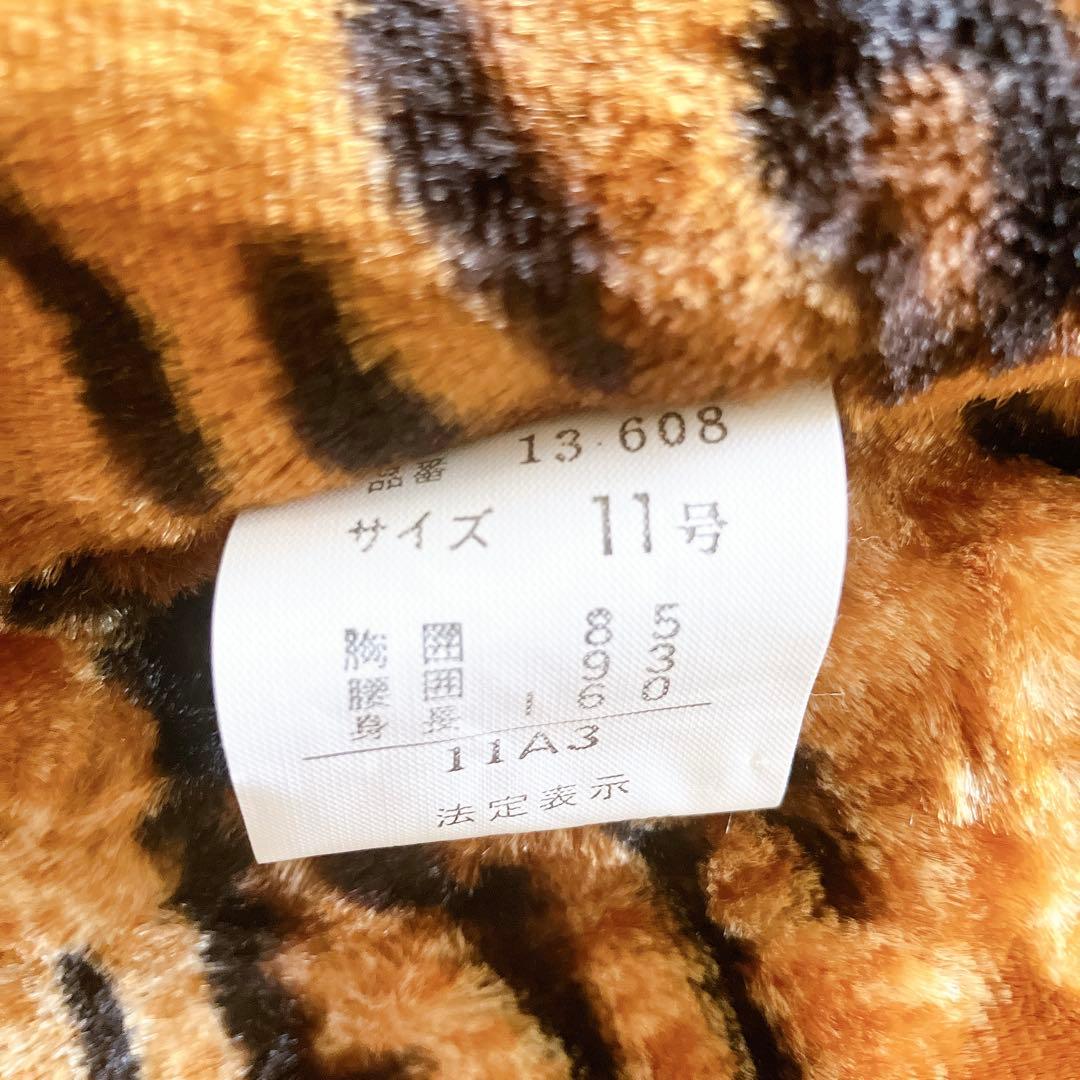 品番 13-608
サイズ 11号
胸囲 85
腰囲 93
身長 160
11A3
法定表示